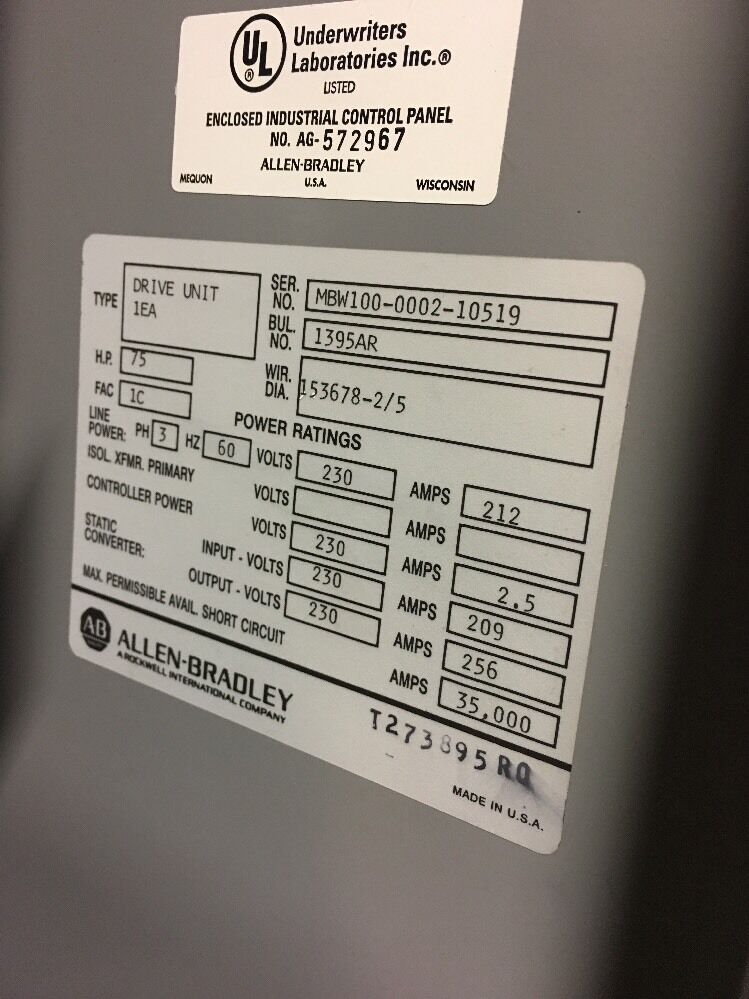 UL ®
Underwriters
Laboratories Inc.®
LISTED
ENCLOSED INDUSTRIAL CONTROL PANEL
NO. AG-572967
ALLEN-BRADLEY
MEQUON U.S.A. WISCONSIN
TYPE DRIVE UNIT
1EA
SER. NO. MBW100-0002-10519
BUL. NO. 1395AR
H.P. 75
WIR. DIA. 153678-2/5
FAC 1C
POWER RATINGS
LINE POWER: PH 3 HZ 60 VOLTS 230 AMPS 212
ISOL. XFMR. PRIMARY VOLTS AMPS
CONTROLLER POWER VOLTS 230 AMPS 2.5
STATIC CONVERTER: INPUT - VOLTS 230 AMPS 209
OUTPUT - VOLTS 230 AMPS 256
MAX. PERMISSIBLE AVAIL. SHORT CIRCUIT AMPS 35,000
AB ALLEN-BRADLEY
A ROCKWELL INTERNATIONAL COMPANY
T273895RQ
MADE IN U.S.A.